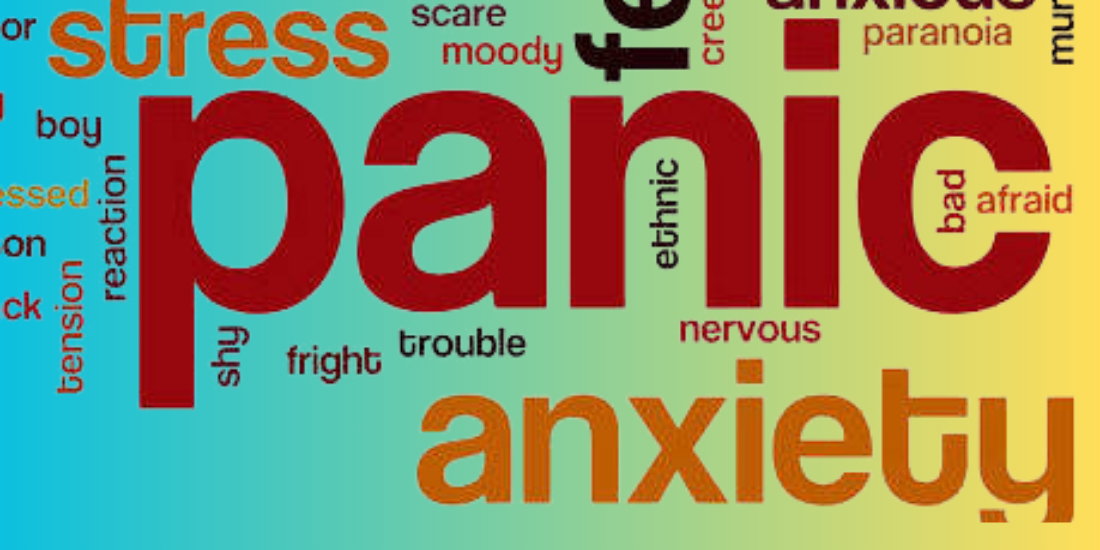 or
stress
scare
moody
fe
cree
anxious
paranoia
mur
boy
essed
on
ck
reaction
tension
panic
ethnic
bad
afraid
shy
fright
trouble
nervous
anxiety